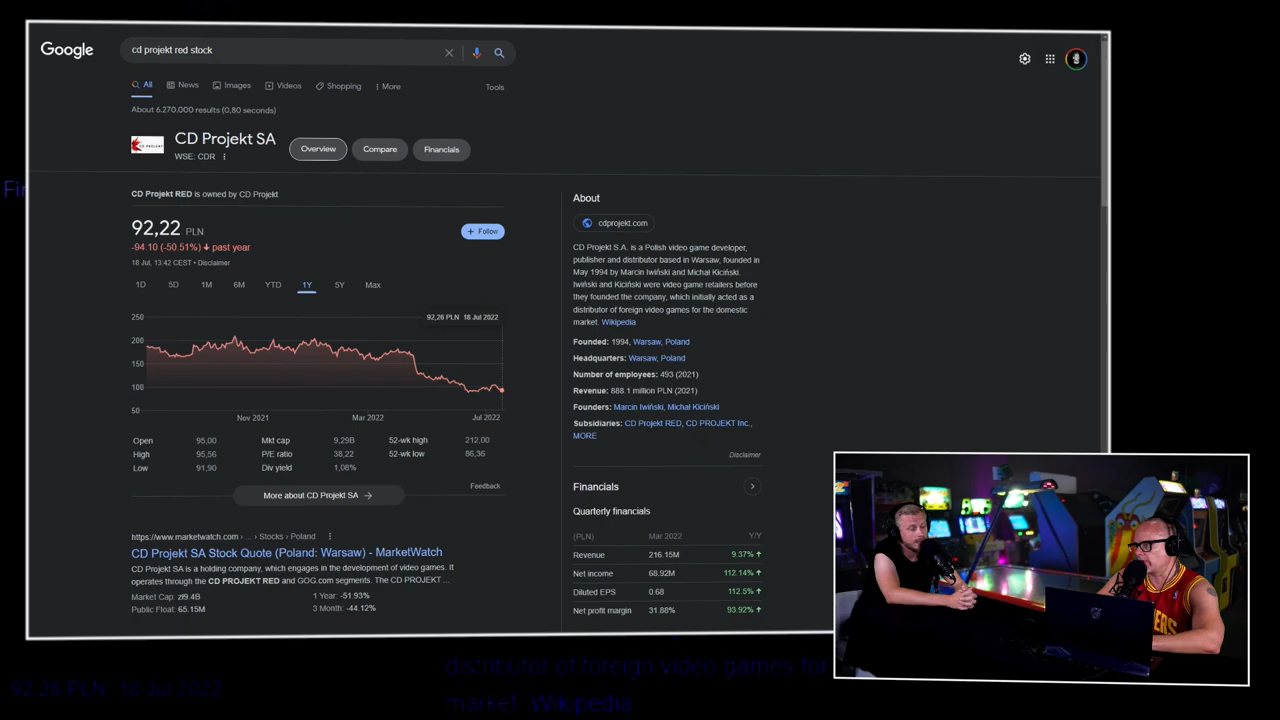 Google
cd projekt red stock
All News Images Videos Shopping More Tools
About 6.270.000 results (0,80 seconds)
CD PROJEKT
CD Projekt SA
WSE: CDR
Overview Compare Financials
CD Projekt RED is owned by CD Projekt
92,22 PLN
-94.10 (-50.51%) past year
18 Jul, 13:42 CEST • Disclaimer
+ Follow
1D 5D 1M 6M YTD 1Y 5Y Max
92,26 PLN 18 Jul 2022
250
200
150
100
50
Nov 2021 Mar 2022 Jul 2022
Open 95,00 Mkt cap 9,29B 52-wk high 212,00
High 95,56 P/E ratio 38,22 52-wk low 86,36
Low 91,90 Div yield 1,08%
Feedback
More about CD Projekt SA
https://www.marketwatch.com › ... › Stocks › Poland
CD Projekt SA Stock Quote (Poland: Warsaw) - MarketWatch
CD Projekt SA is a holding company, which engages in the development of video games. It
operates through the CD PROJEKT RED and GOG.com segments. The CD PROJEKT ...
Market Cap: zł9.4B 1 Year: -51.93%
Public Float: 65.15M 3 Month: -44.12%
About
cdprojekt.com
CD Projekt S.A. is a Polish video game developer,
publisher and distributor based in Warsaw, founded in
May 1994 by Marcin Iwiński and Michał Kiciński.
Iwiński and Kiciński were video game retailers before
they founded the company, which initially acted as a
distributor of foreign video games for the domestic
market. Wikipedia
Founded: 1994, Warsaw, Poland
Headquarters: Warsaw, Poland
Number of employees: 493 (2021)
Revenue: 888.1 million PLN (2021)
Founders: Marcin Iwiński, Michał Kiciński
Subsidiaries: CD Projekt RED, CD PROJEKT Inc.,
MORE
Disclaimer
Financials
Quarterly financials
(PLN) Mar 2022 Y/Y
Revenue 216.15M 9.37%
Net income 68.92M 112.14%
Diluted EPS 0.68 112.5%
Net profit margin 31.88% 93.92%
distributor of foreign video games for
92,26 PLN 18 Jul 2022
market. Wikipedia